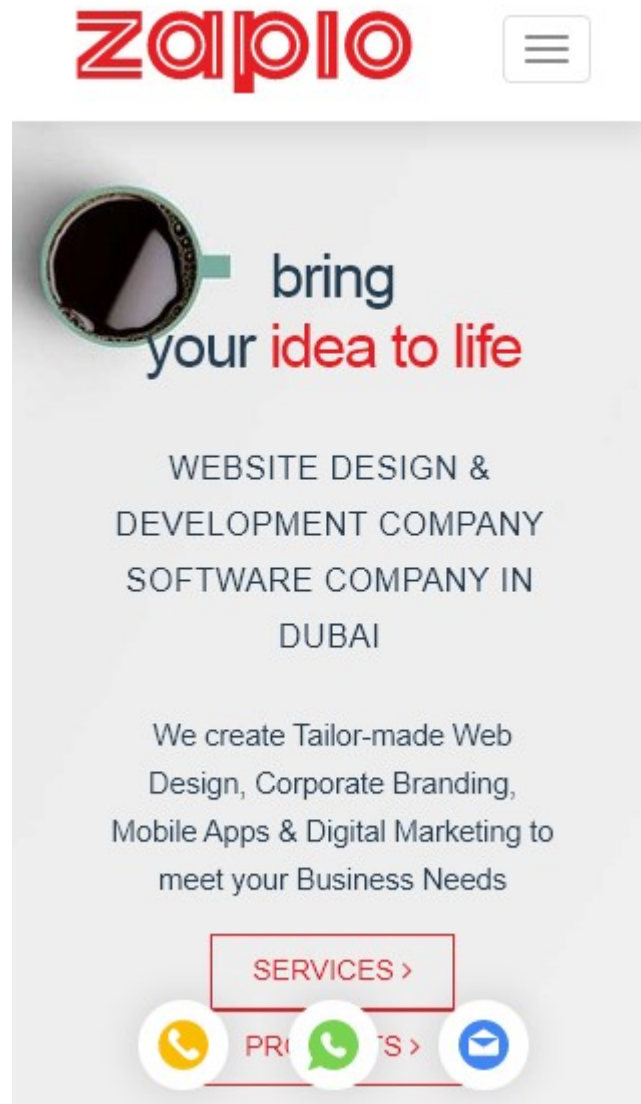 zapio
bring
your idea to life
WEBSITE DESIGN &
DEVELOPMENT COMPANY
SOFTWARE COMPANY IN
DUBAI
We create Tailor-made Web
Design, Corporate Branding,
Mobile Apps & Digital Marketing to
meet your Business Needs
SERVICES >